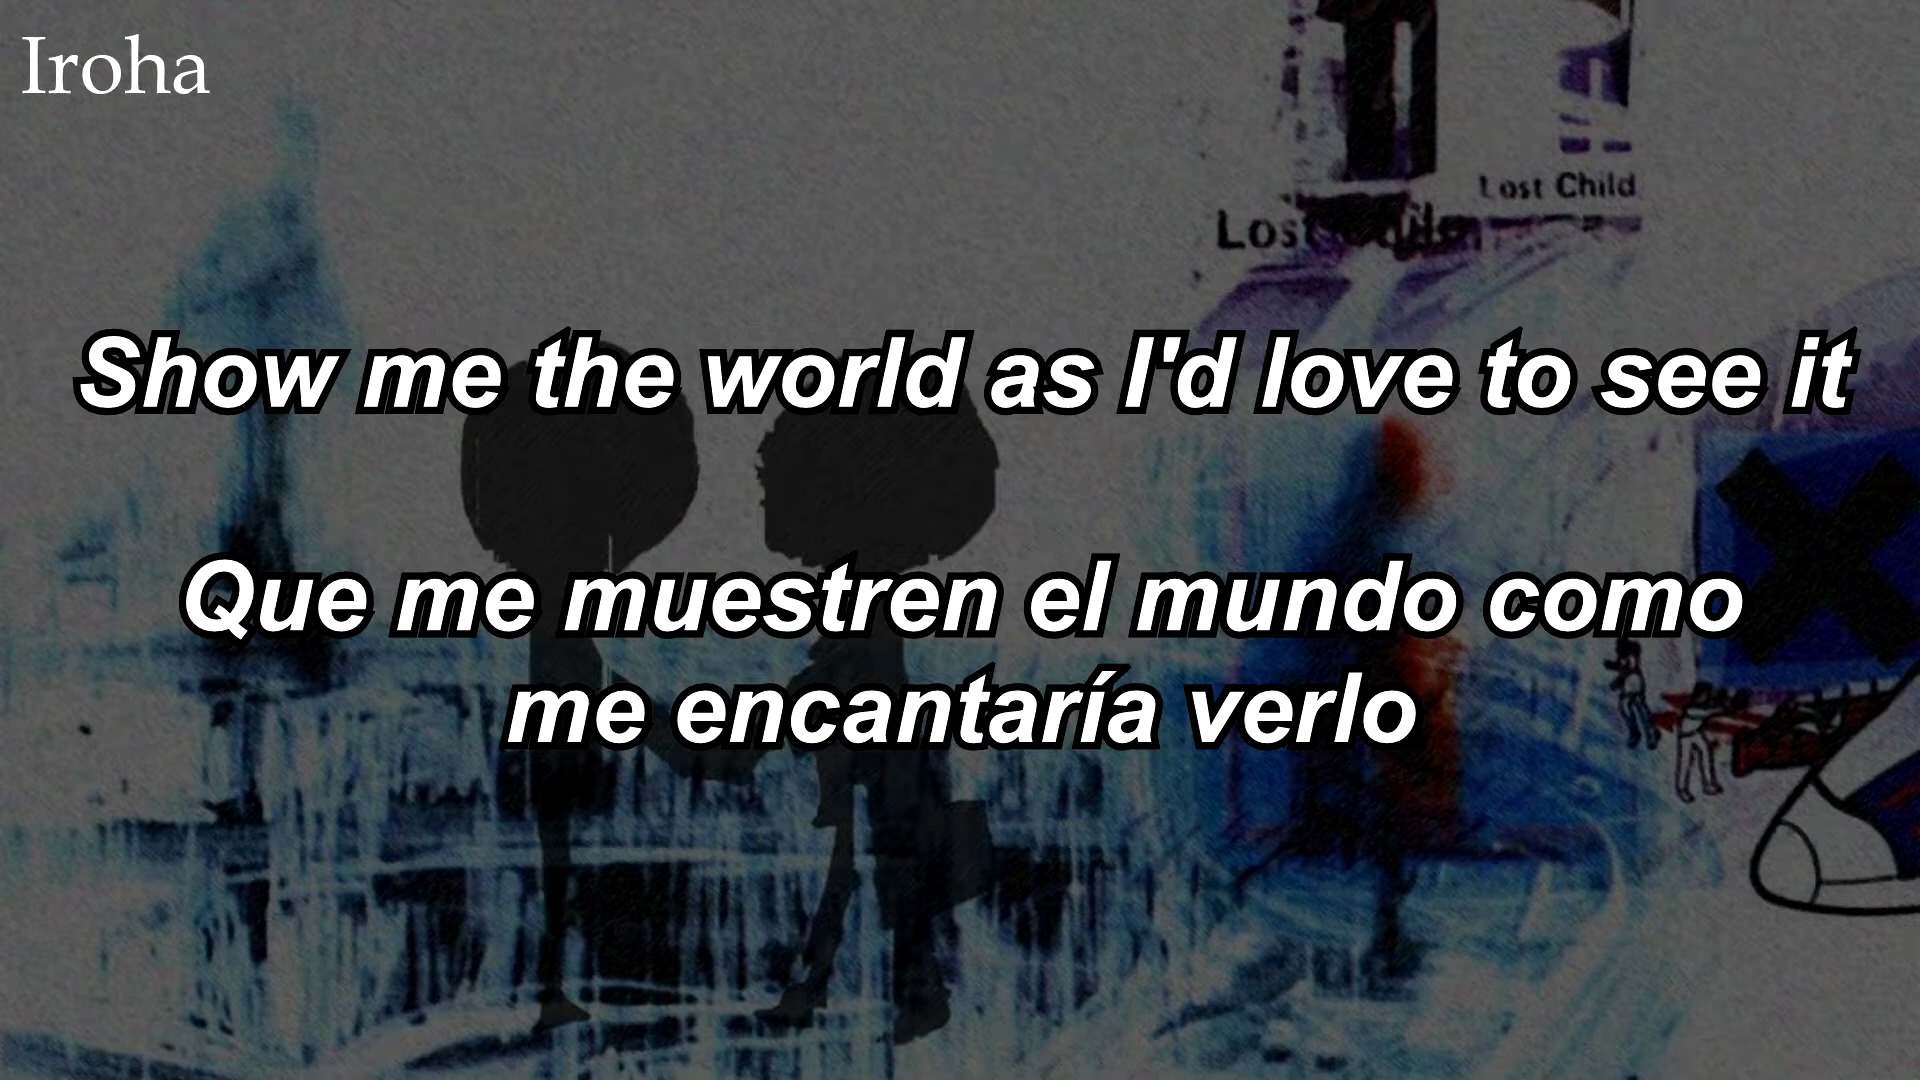 Iroha
Lost Child
Lost Child
Show me the world as I'd love to see it
Que me muestren el mundo como
me encantaría verlo